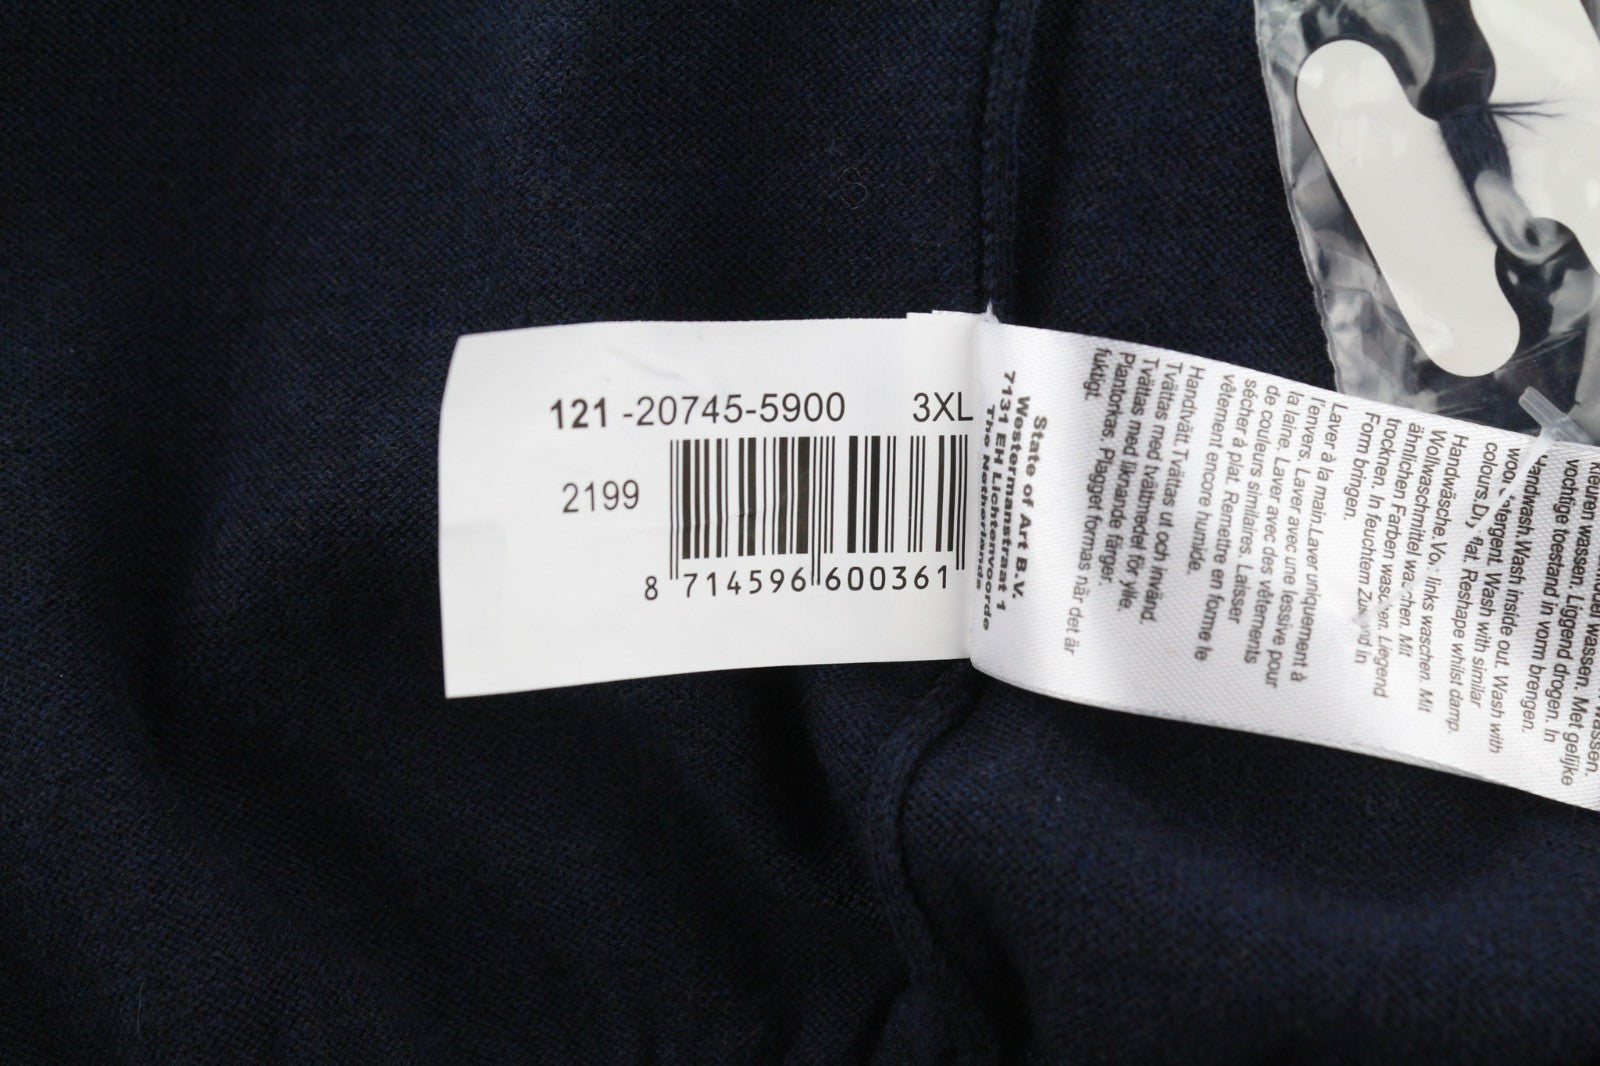 121 -20745-5900 3XL
2199
8 714596 600361
State of Art B.V.
Westermanstraat 1
7131 EH Lichtenvoorde
The Netherlands
vochtige toestand in vorm brengen.
Handwash. Wash inside out. Wash with
colours. Dry flat. Reshape whilst damp.
Handwäsche. Von links waschen. Mit
Wollwaschmittel waschen. Mit
ähnlichen Farben waschen. Liegend
trocknen. In feuchtem Zustand in
Form bringen.
Laver à la main. Laver uniquement à
l'envers. Laver avec une lessive pour
la laine. Laver avec des vêtements
de couleurs similaires. Laisser
sécher à plat. Remettre en forme le
vêtement encore humide.
Handtvätt. Tvättas ut och invänd.
Tvättas med tvättmedel för ylle.
Tvättas med liknande färger.
Plantorkas. Plagget formas när det är
fuktigt.